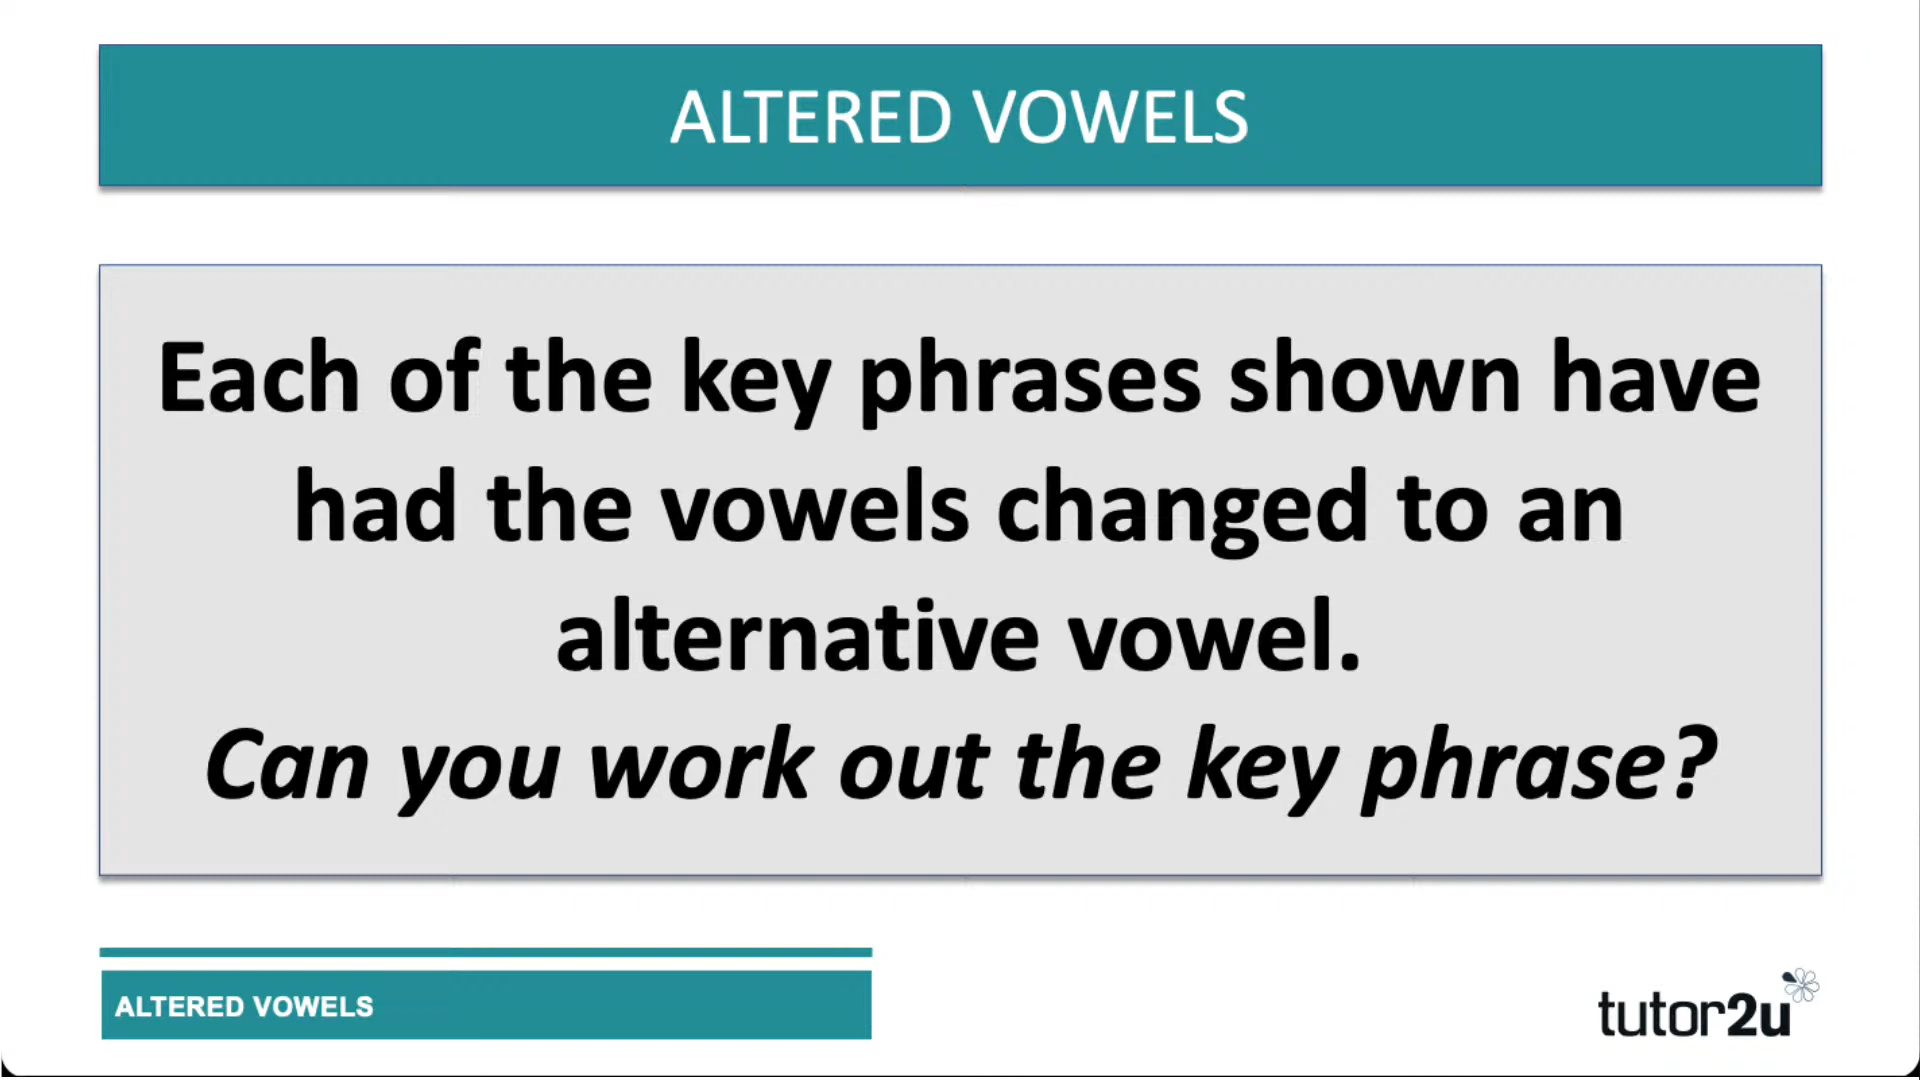 ALTERED VOWELS
Each of the key phrases shown have
had the vowels changed to an
alternative vowel.
Can you work out the key phrase?
ALTERED VOWELS
tutor2u